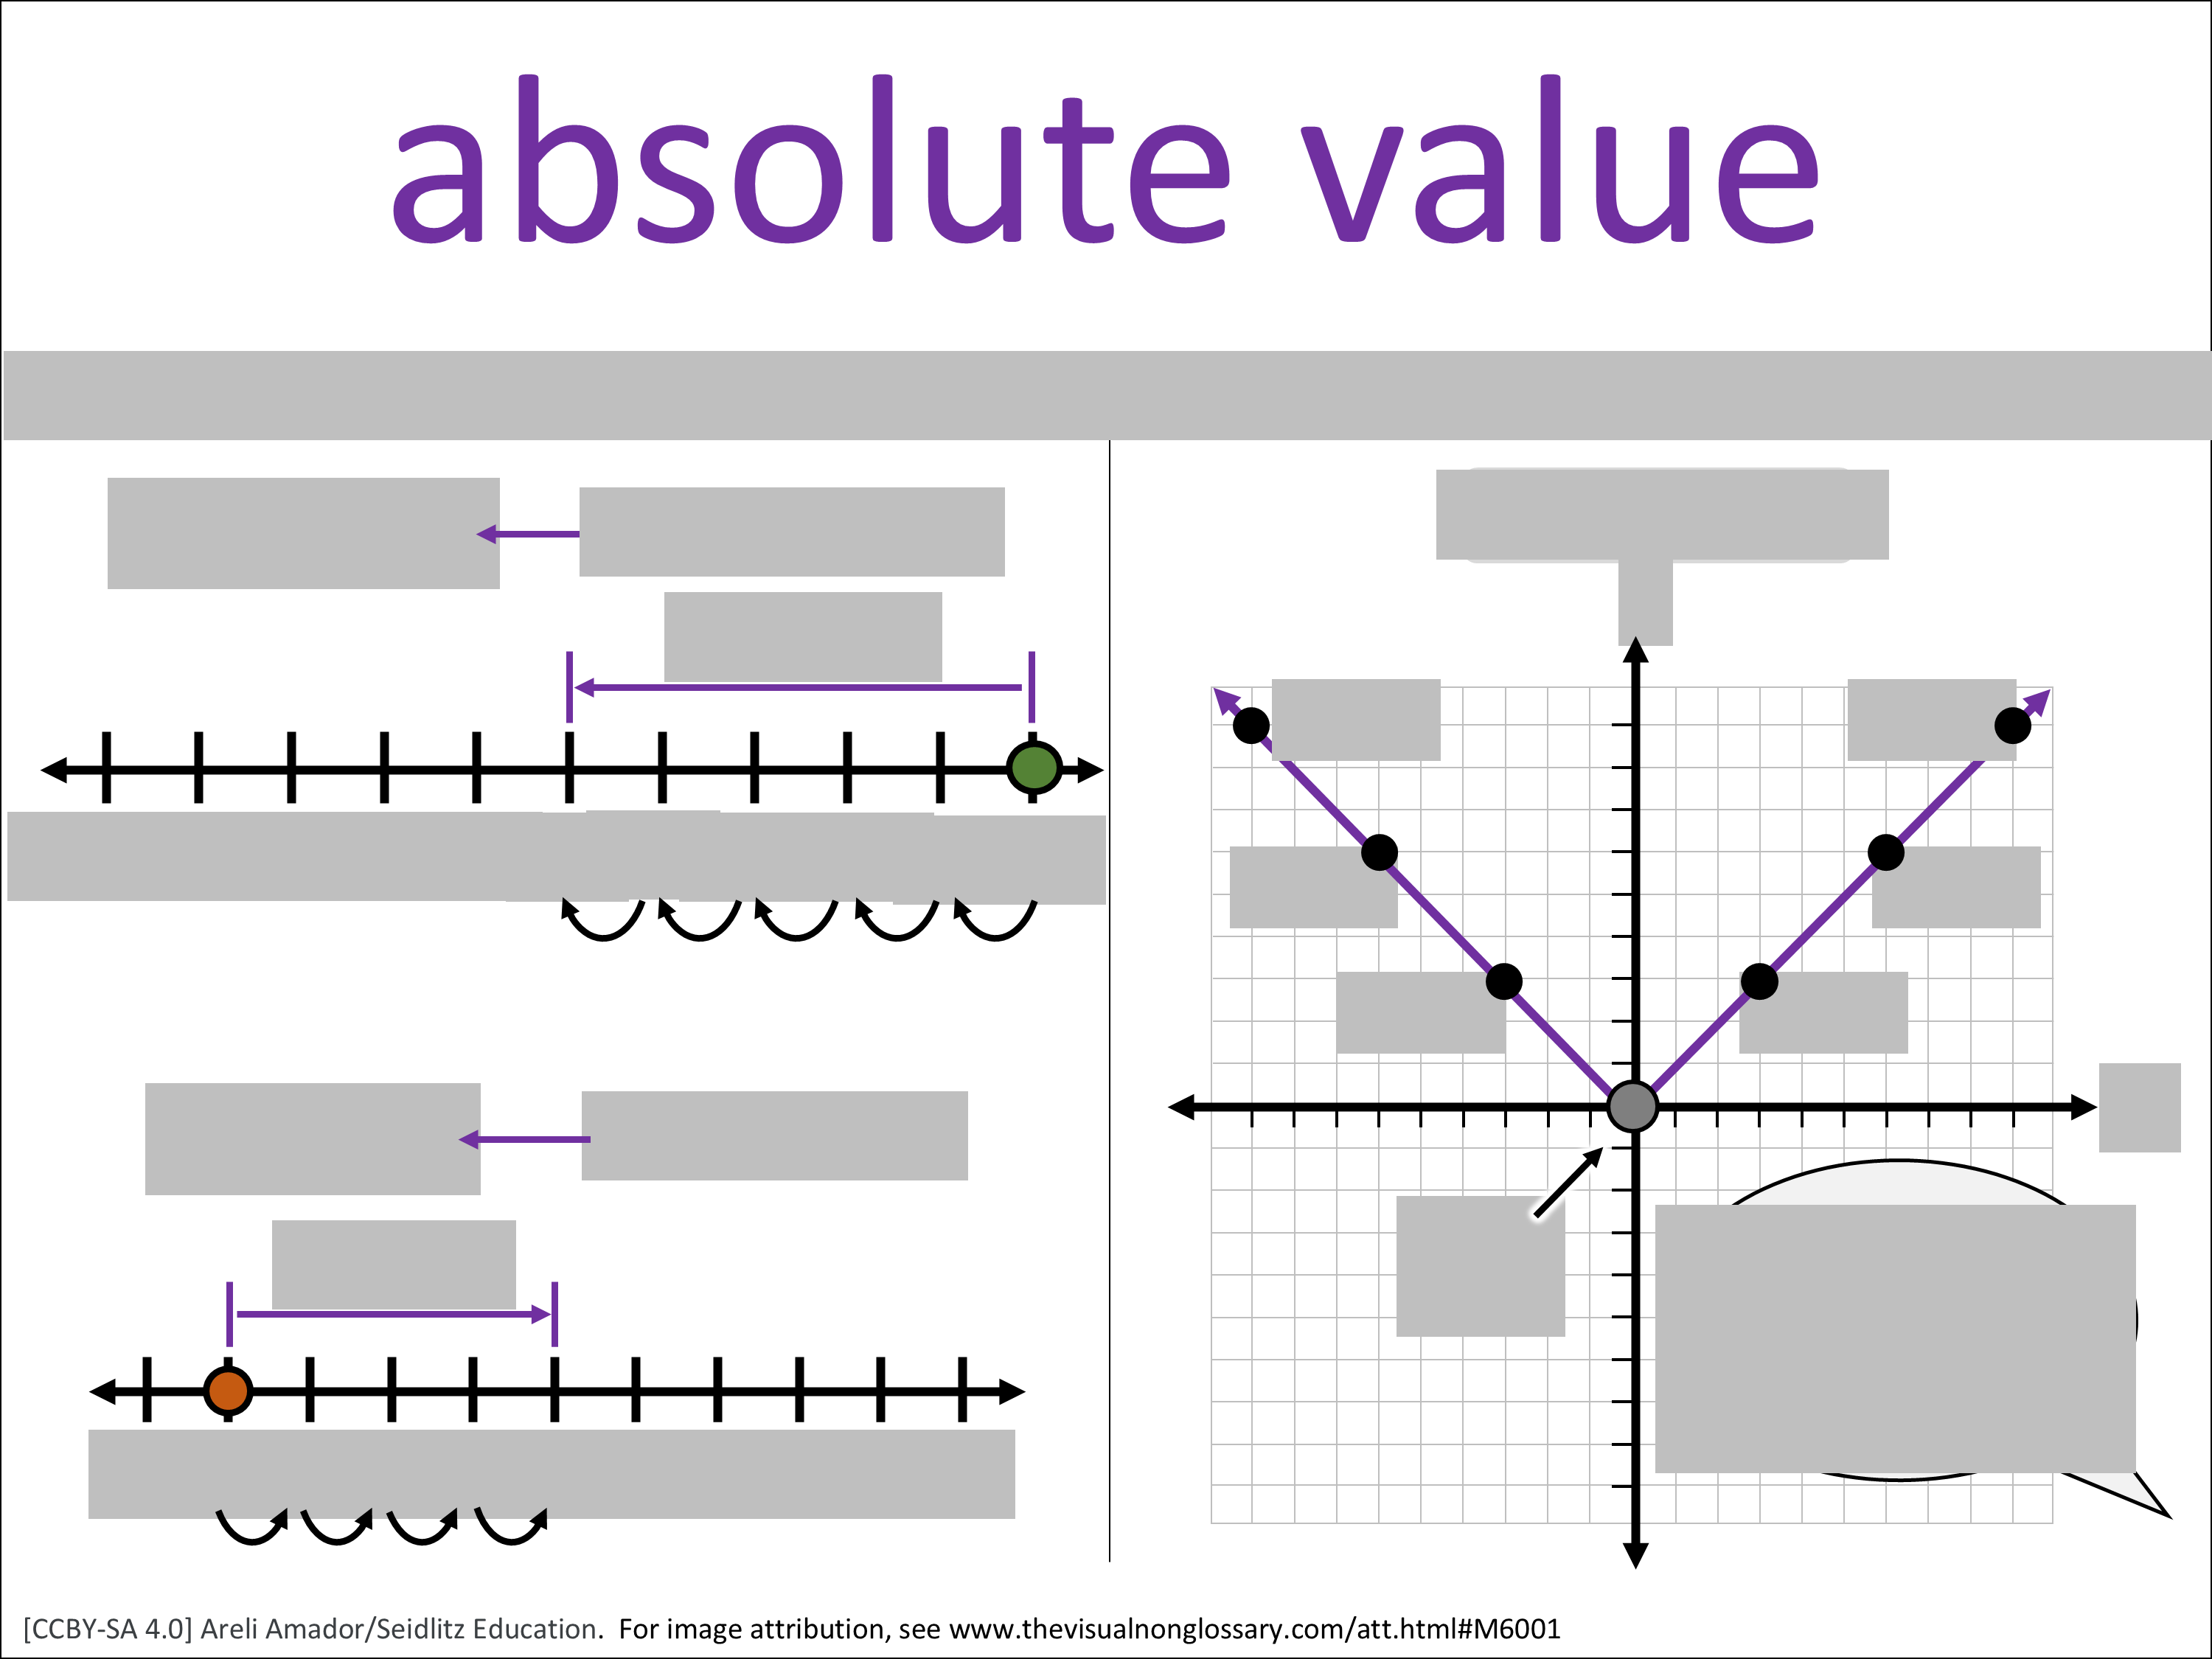 absolute value
[CCBY-SA 4.0] Areli Amador/Seidlitz Education.  For image attribution, see www.thevisualnonglossary.com/att.html#M6001